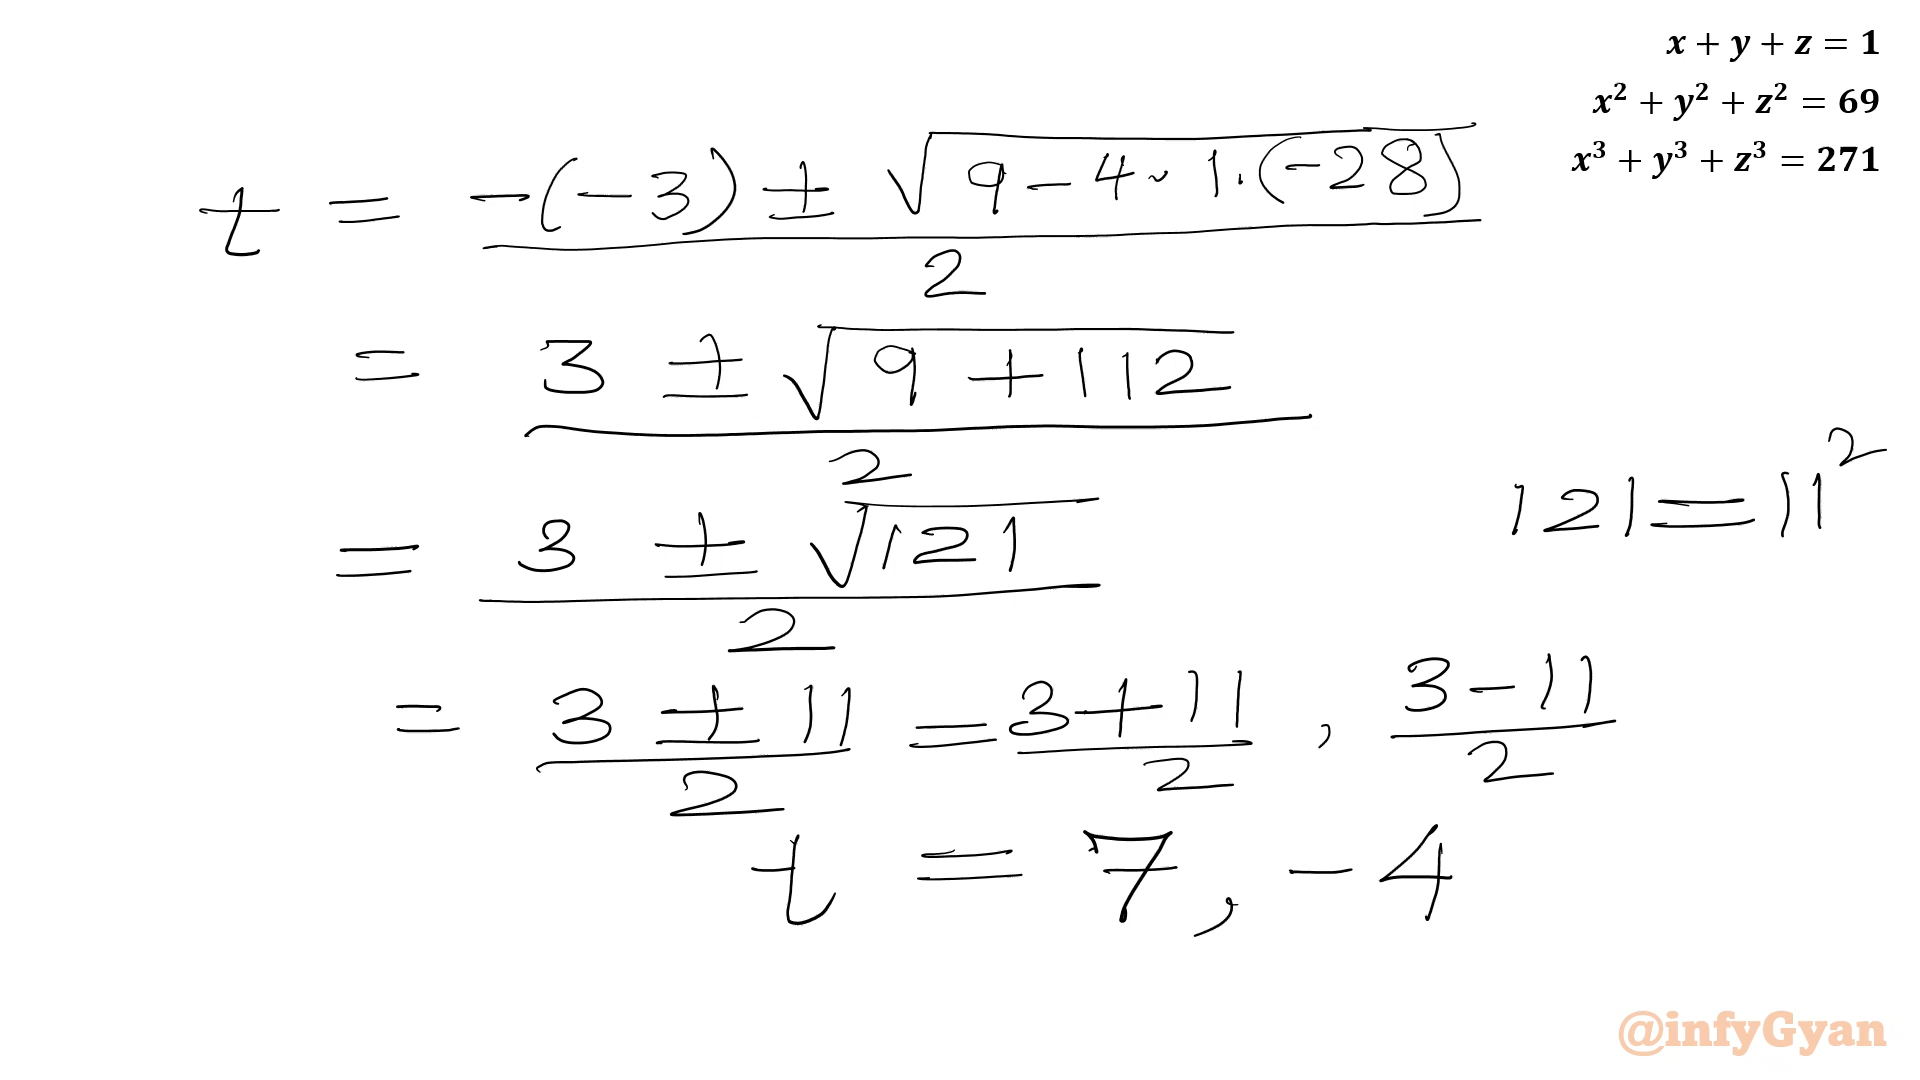 x + y + z = 1
x² + y² + z² = 69
x³ + y³ + z³ = 271
t = (-(-3) ± √(9 - 4 · 1 · (-28)))/2
= (3 ± √(9 + 112))/2
= (3 ± √121)/2
121 = 11²
= (3 ± 11)/2 = (3 + 11)/2 , (3 - 11)/2
t = 7, -4
@infyGyan